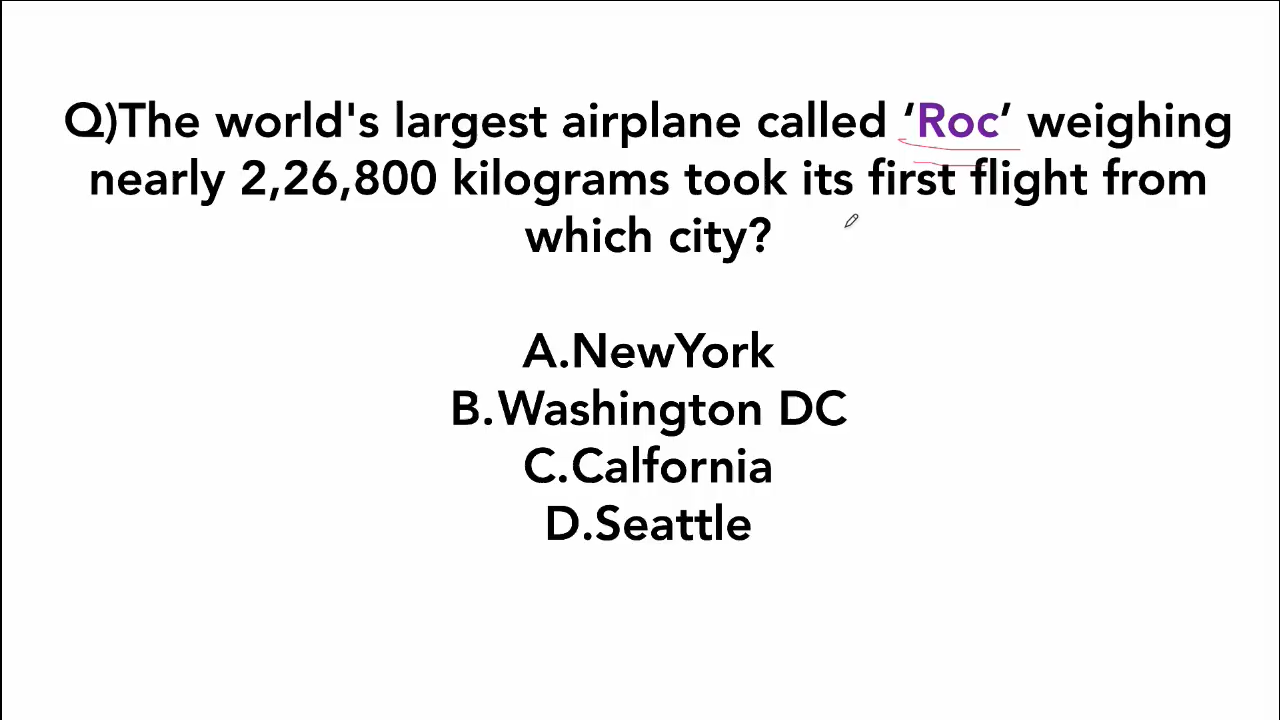 Q)The world's largest airplane called ‘Roc’ weighing
nearly 2,26,800 kilograms took its first flight from
which city?
A.NewYork
B.Washington DC
C.Calfornia
D.Seattle